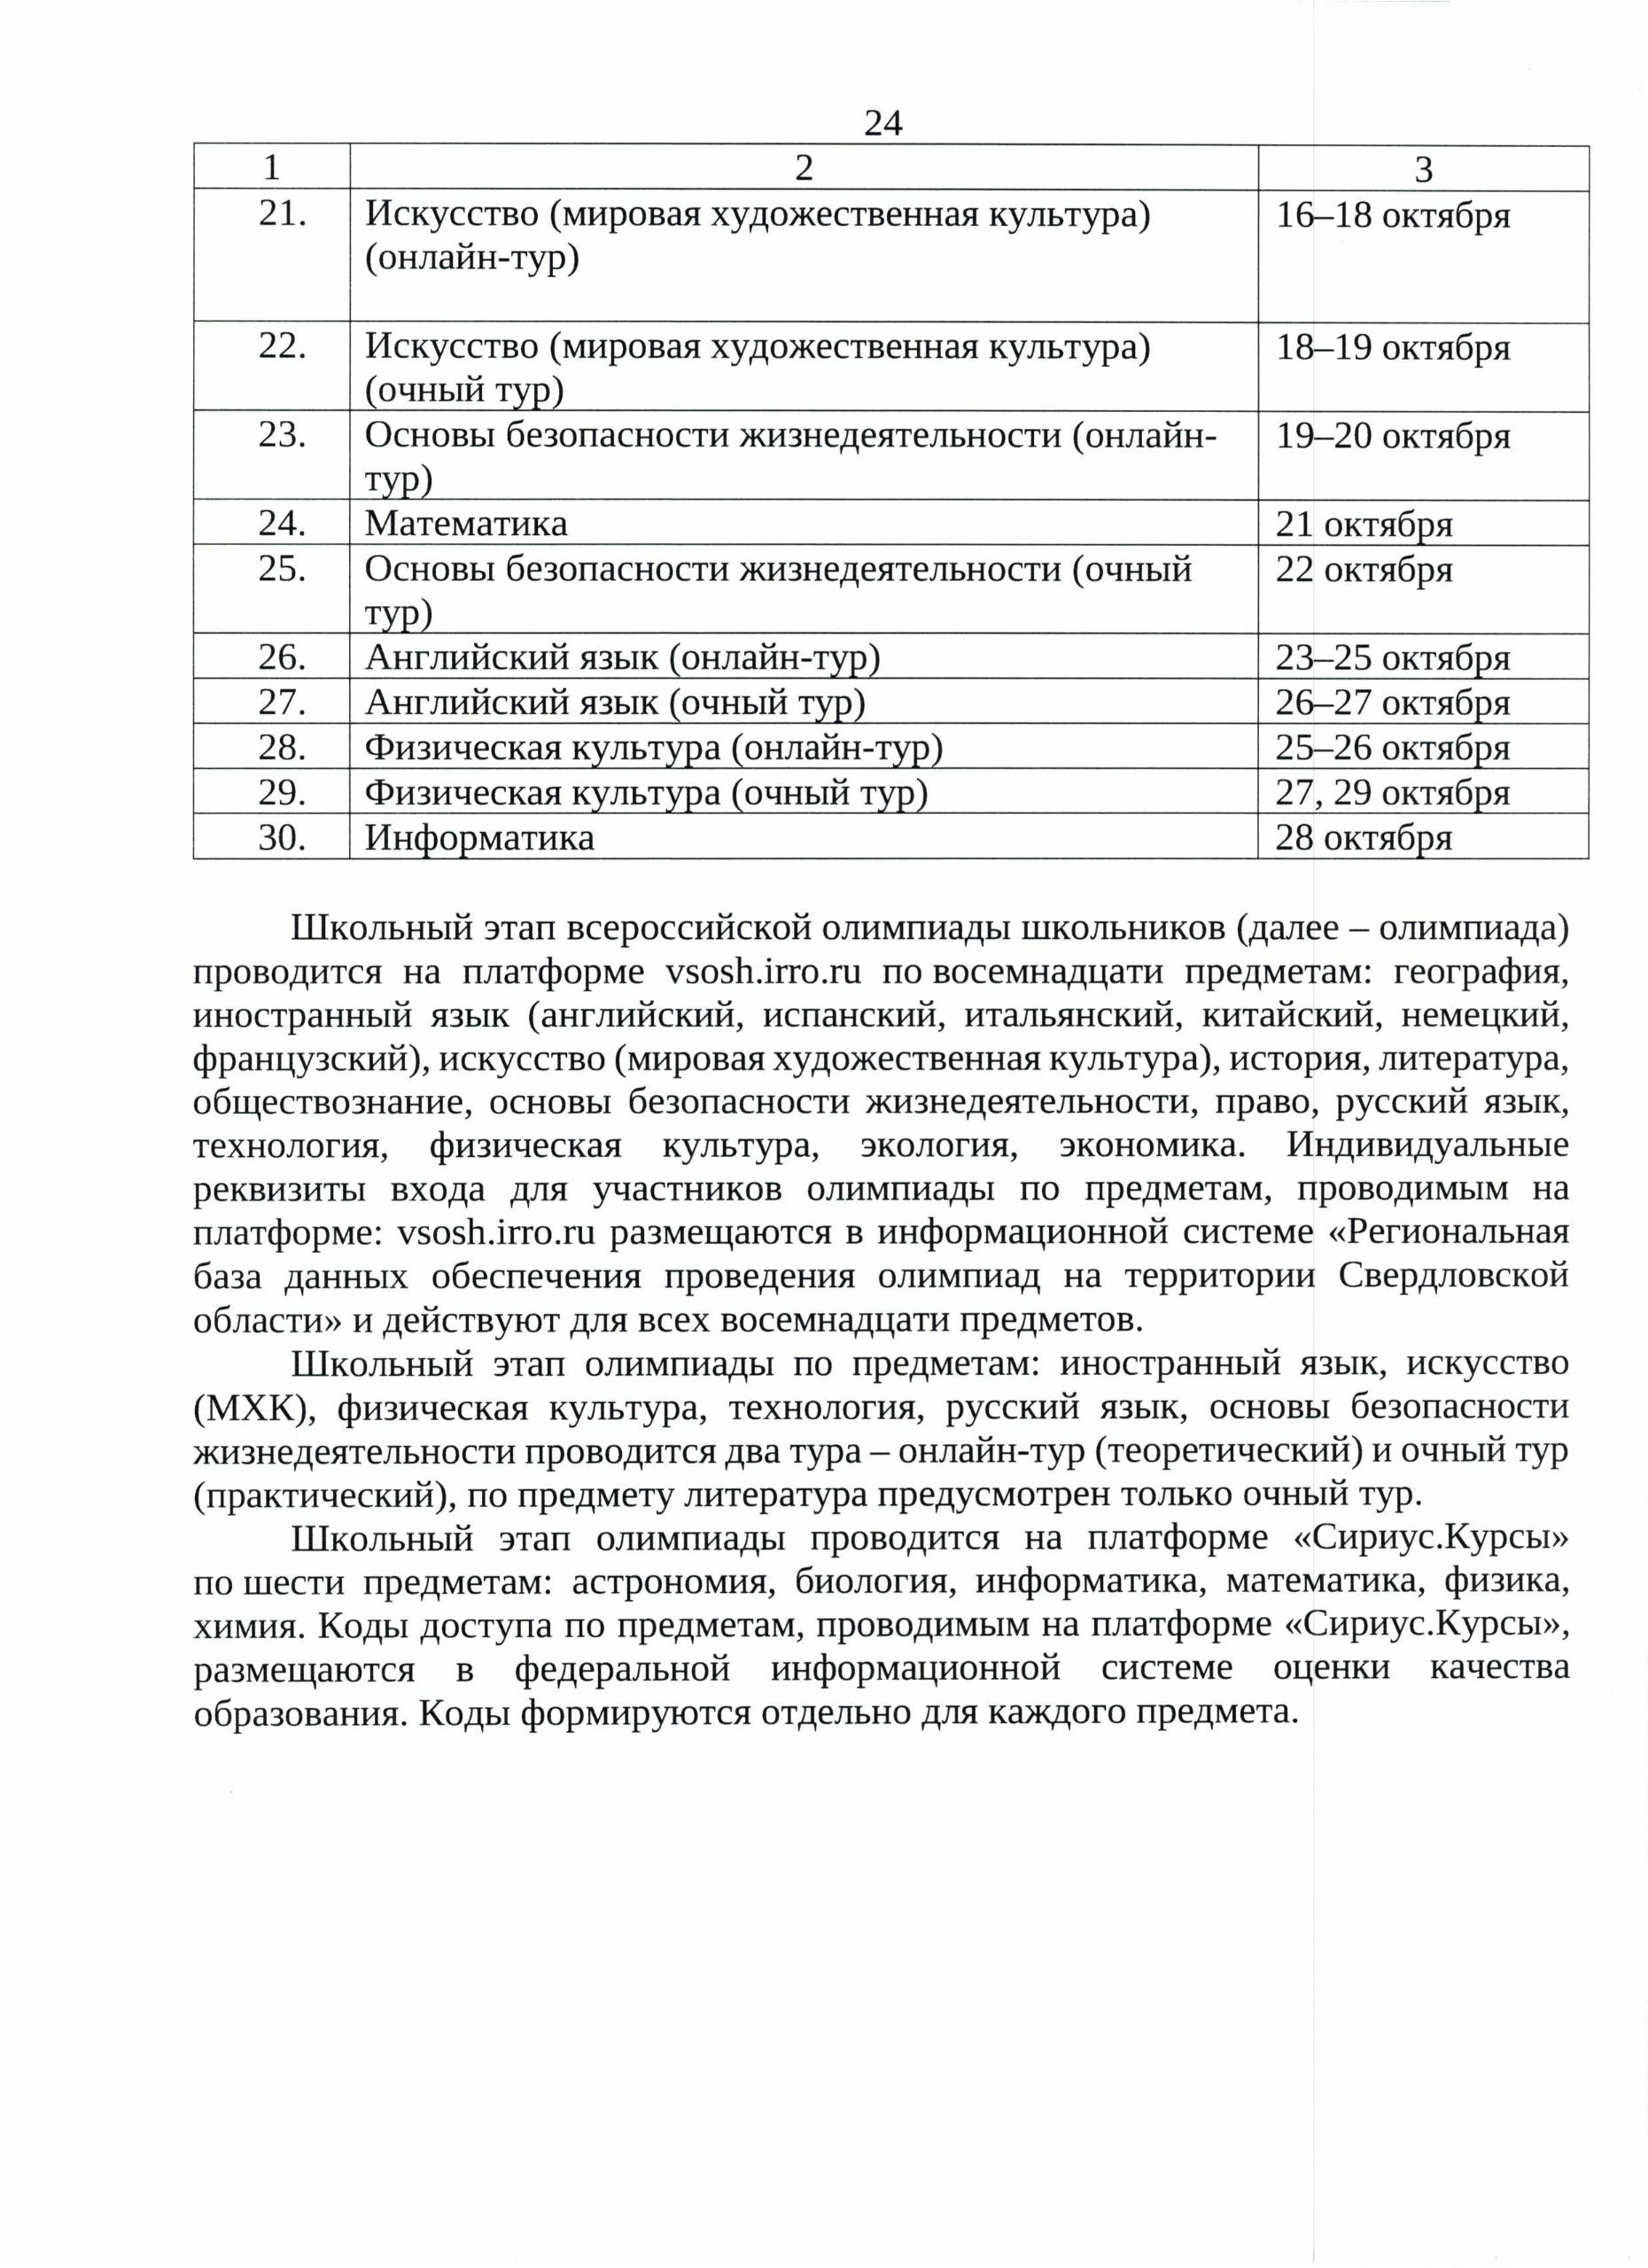 24
1 2 3
21. Искусство (мировая художественная культура) 16–18 октября
(онлайн-тур)
22. Искусство (мировая художественная культура) 18–19 октября
(очный тур)
23. Основы безопасности жизнедеятельности (онлайн- 19–20 октября
тур)
24. Математика 21 октября
25. Основы безопасности жизнедеятельности (очный 22 октября
тур)
26. Английский язык (онлайн-тур) 23–25 октября
27. Английский язык (очный тур) 26–27 октября
28. Физическая культура (онлайн-тур) 25–26 октября
29. Физическая культура (очный тур) 27, 29 октября
30. Информатика 28 октября
Школьный этап всероссийской олимпиады школьников (далее – олимпиада)
проводится на платформе vsosh.irro.ru по восемнадцати предметам: география,
иностранный язык (английский, испанский, итальянский, китайский, немецкий,
французский), искусство (мировая художественная культура), история, литература,
обществознание, основы безопасности жизнедеятельности, право, русский язык,
технология, физическая культура, экология, экономика. Индивидуальные
реквизиты входа для участников олимпиады по предметам, проводимым на
платформе: vsosh.irro.ru размещаются в информационной системе «Региональная
база данных обеспечения проведения олимпиад на территории Свердловской
области» и действуют для всех восемнадцати предметов.
Школьный этап олимпиады по предметам: иностранный язык, искусство
(МХК), физическая культура, технология, русский язык, основы безопасности
жизнедеятельности проводится два тура – онлайн-тур (теоретический) и очный тур
(практический), по предмету литература предусмотрен только очный тур.
Школьный этап олимпиады проводится на платформе «Сириус.Курсы»
по шести предметам: астрономия, биология, информатика, математика, физика,
химия. Коды доступа по предметам, проводимым на платформе «Сириус.Курсы»,
размещаются в федеральной информационной системе оценки качества
образования. Коды формируются отдельно для каждого предмета.